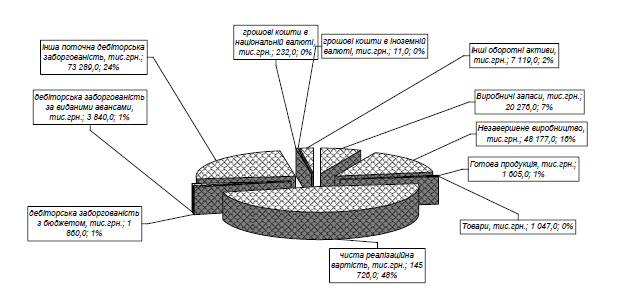 грошові кошти в
національній валюті,
тис.грн.; 232,0; 0%
грошові кошти в іноземній
валюті, тис.грн.; 11,0; 0%
Інша поточна дебіторська
заборгованість, тис.грн.;
73 289,0; 24%
Інші оборотні активи,
тис.грн.; 7 119,0; 2%
дебіторська заборгованість
за виданими авансами,
тис.грн.; 3 840,0; 1%
Виробничі запаси, тис.грн.;
20 276,0; 7%
Незавершене виробництво,
тис.грн.; 48 177,0; 16%
Готова продукція, тис.грн.;
1 605,0; 1%
дебіторська заборгованість
з бюджетом, тис.грн.; 1
860,0; 1%
Товари, тис.грн.; 1 047,0; 0%
чиста реалізаційна
вартість, тис.грн.; 145
726,0; 48%